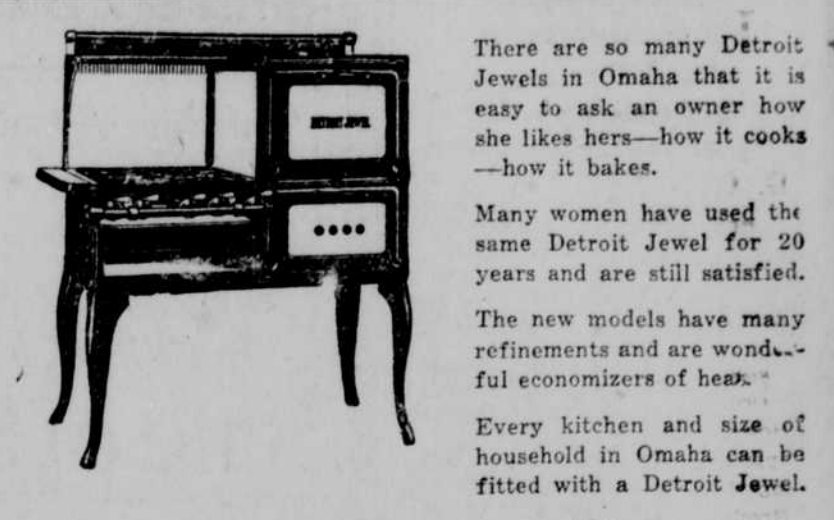 There are so many Detroit
Jewels in Omaha that it is
easy to ask an owner how
she likes hers—how it cooks
—how it bakes.
Many women have used the
same Detroit Jewel for 20
years and are still satisfied.
The new models have many
refinements and are
ful economizers of heat.
Every kitchen and size of
household in Omaha can be
fitted with a Detroit Jewel.